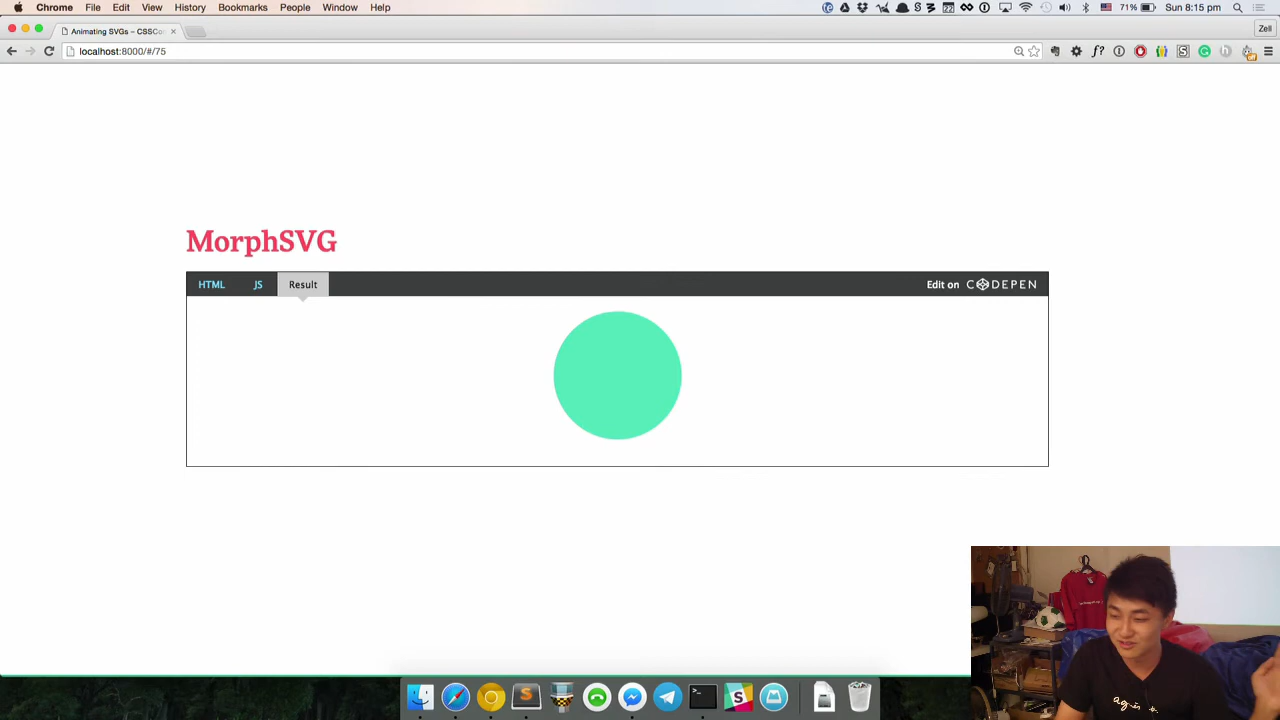 Chrome File Edit View History Bookmarks People Window Help 71% Sun 8:15 pm
Animating SVGs – CSSCo
Zell
localhost:8000/#/75
MorphSVG
HTML JS Result Edit on CODEPEN